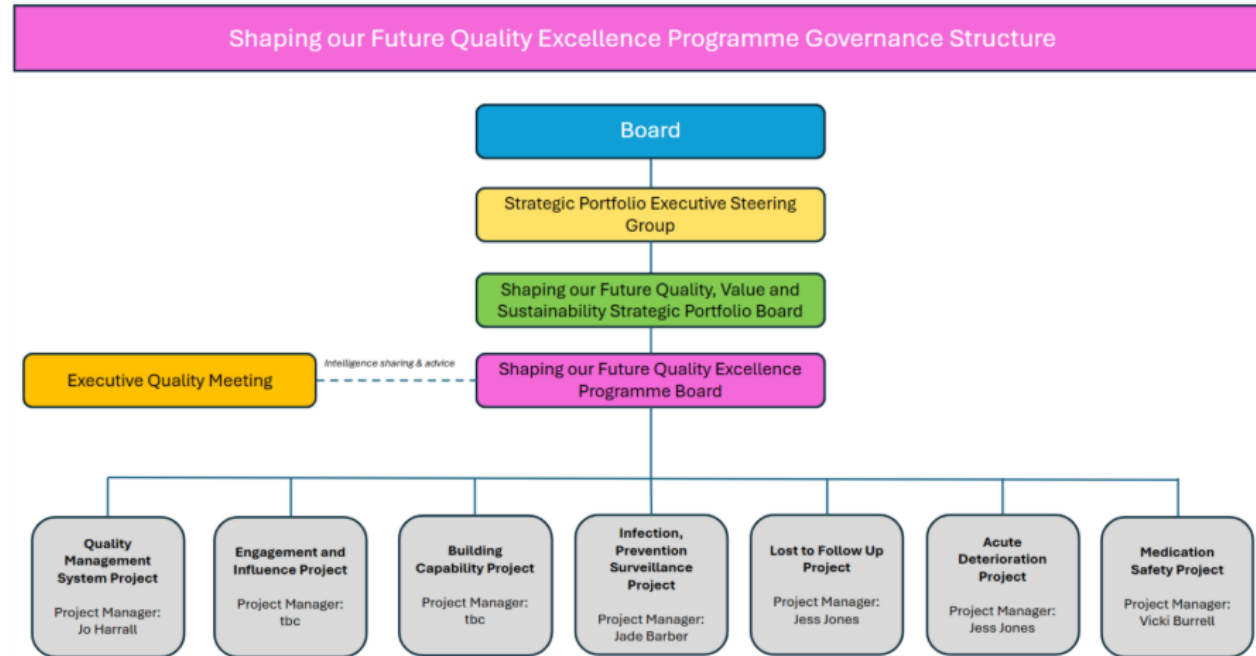 Shaping our Future Quality Excellence Programme Governance Structure
Board
Strategic Portfolio Executive Steering
Group
Shaping our Future Quality, Value and
Sustainability Strategic Portfolio Board
Executive Quality Meeting
Intelligence sharing & advice
Shaping our Future Quality Excellence
Programme Board
Quality
Management
System Project
Project Manager:
Jo Harrall
Engagement and
Influence Project
Project Manager:
tbc
Building
Capability Project
Project Manager:
tbc
Infection,
Prevention
Surveillance
Project
Project Manager:
Jade Barber
Lost to Follow Up
Project
Project Manager:
Jess Jones
Acute
Deterioration
Project
Project Manager:
Jess Jones
Medication
Safety Project
Project Manager:
Vicki Burrell